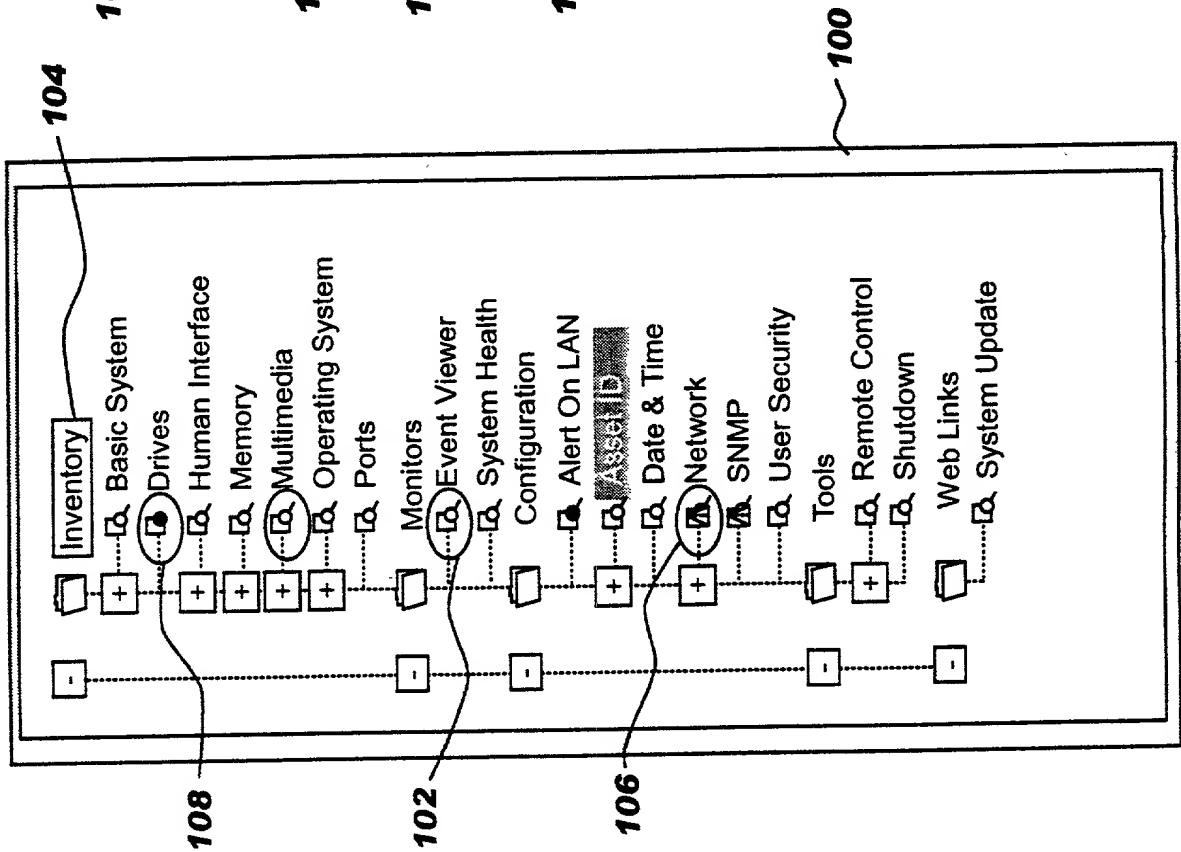 104
- Inventory
+ Basic System
Drives
+ Human Interface
+ Memory
+ Multimedia
+ Operating System
Ports
108
- Monitors
Event Viewer
System Health
102
- Configuration
Alert On LAN
+ Asset ID
Date & Time
+ Network
SNMP
User Security
106
- Tools
+ Remote Control
Shutdown
100
- Web Links
System Update